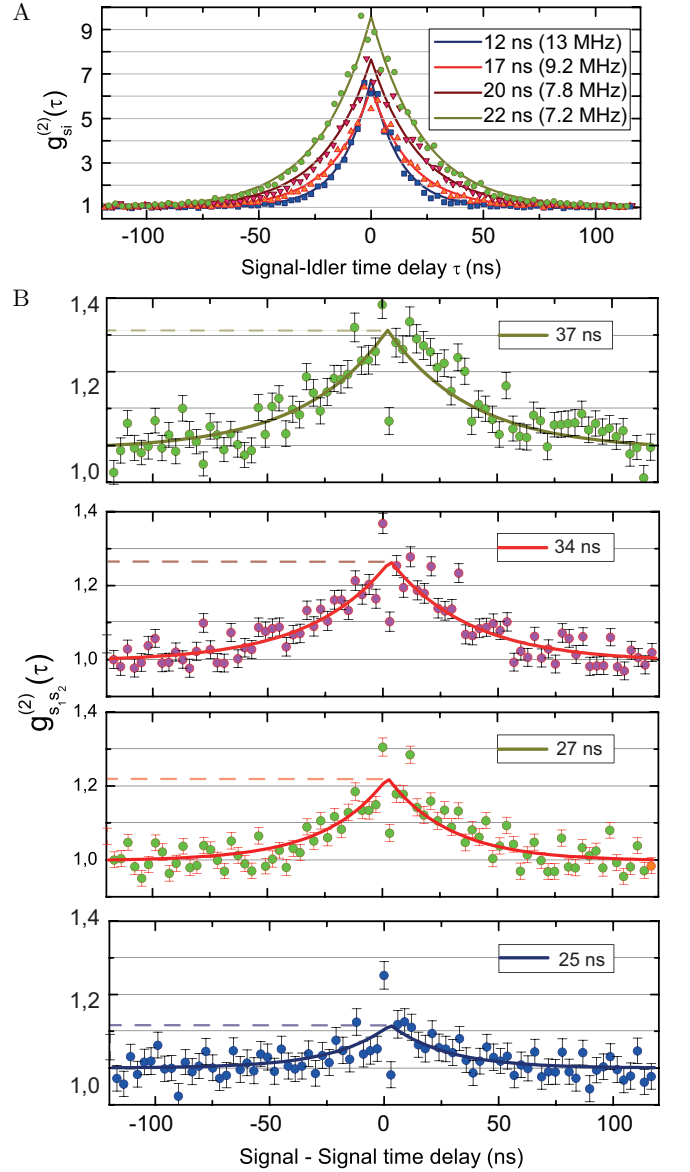 A
9
7
5
3
1
g_si^(2)(τ)
12 ns (13 MHz)
17 ns (9.2 MHz)
20 ns (7.8 MHz)
22 ns (7.2 MHz)
-100 -50 0 50 100
Signal-Idler time delay τ (ns)
B
1,4
1,2
1,0
37 ns
1,4
1,2
1,0
34 ns
g_s₁s₂^(2)(τ)
1,4
1,2
1,0
27 ns
1,4
1,2
1,0
25 ns
-100 -50 0 50 100
Signal - Signal time delay (ns)